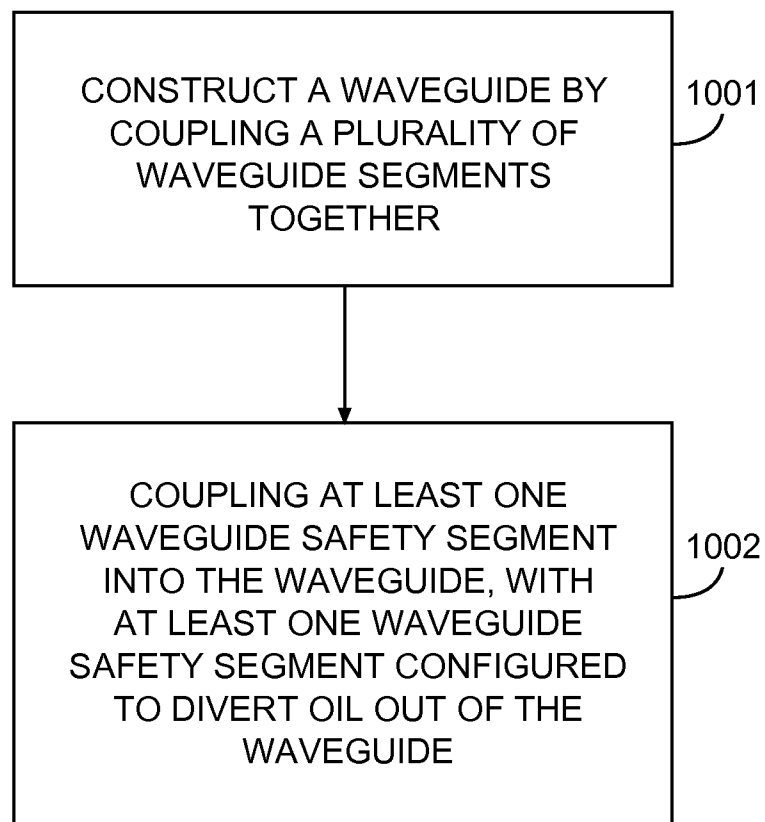 CONSTRUCT A WAVEGUIDE BY
COUPLING A PLURALITY OF
WAVEGUIDE SEGMENTS
TOGETHER
1001
COUPLING AT LEAST ONE
WAVEGUIDE SAFETY SEGMENT
INTO THE WAVEGUIDE, WITH
AT LEAST ONE WAVEGUIDE
SAFETY SEGMENT CONFIGURED
TO DIVERT OIL OUT OF THE
WAVEGUIDE
1002